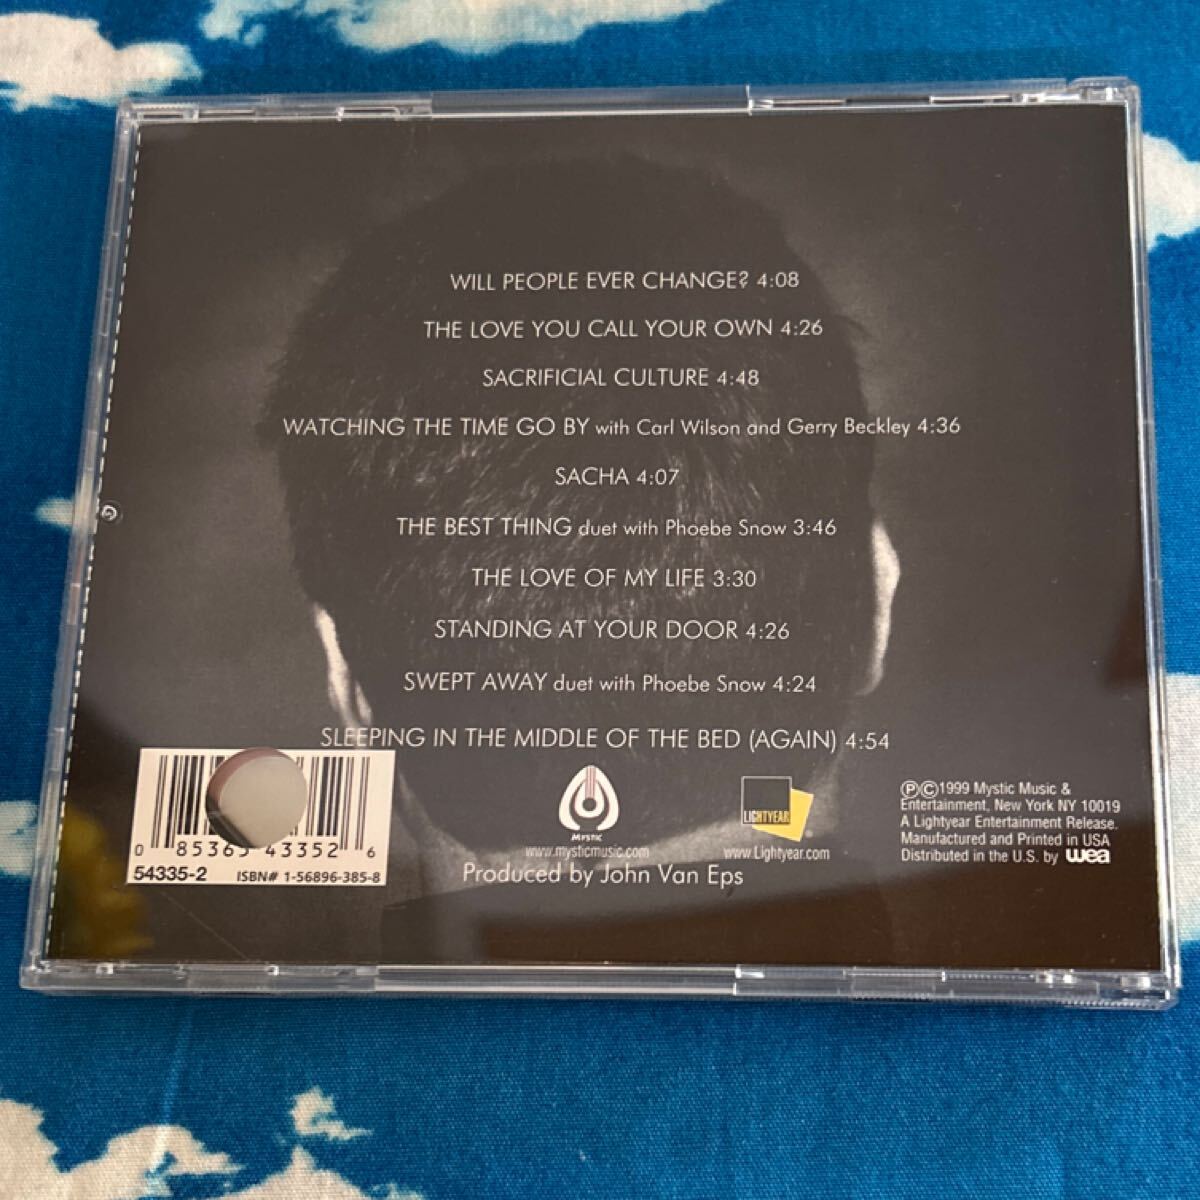 WILL PEOPLE EVER CHANGE? 4:08
THE LOVE YOU CALL YOUR OWN 4:26
SACRIFICIAL CULTURE 4:48
WATCHING THE TIME GO BY with Carl Wilson and Gerry Beckley 4:36
SACHA 4:07
THE BEST THING duet with Phoebe Snow 3:46
THE LOVE OF MY LIFE 3:30
STANDING AT YOUR DOOR 4:26
SWEPT AWAY duet with Phoebe Snow 4:24
SLEEPING IN THE MIDDLE OF THE BED (AGAIN) 4:54
0 85365 43352 6
54335-2 ISBN# 1-56896-385-8
MYSTIC
www.mysticmusic.com
LIGHTYEAR
www.Lightyear.com
Produced by John Van Eps
℗©1999 Mystic Music &
Entertainment, New York NY 10019
A Lightyear Entertainment Release.
Manufactured and Printed in USA
Distributed in the U.S. by wea